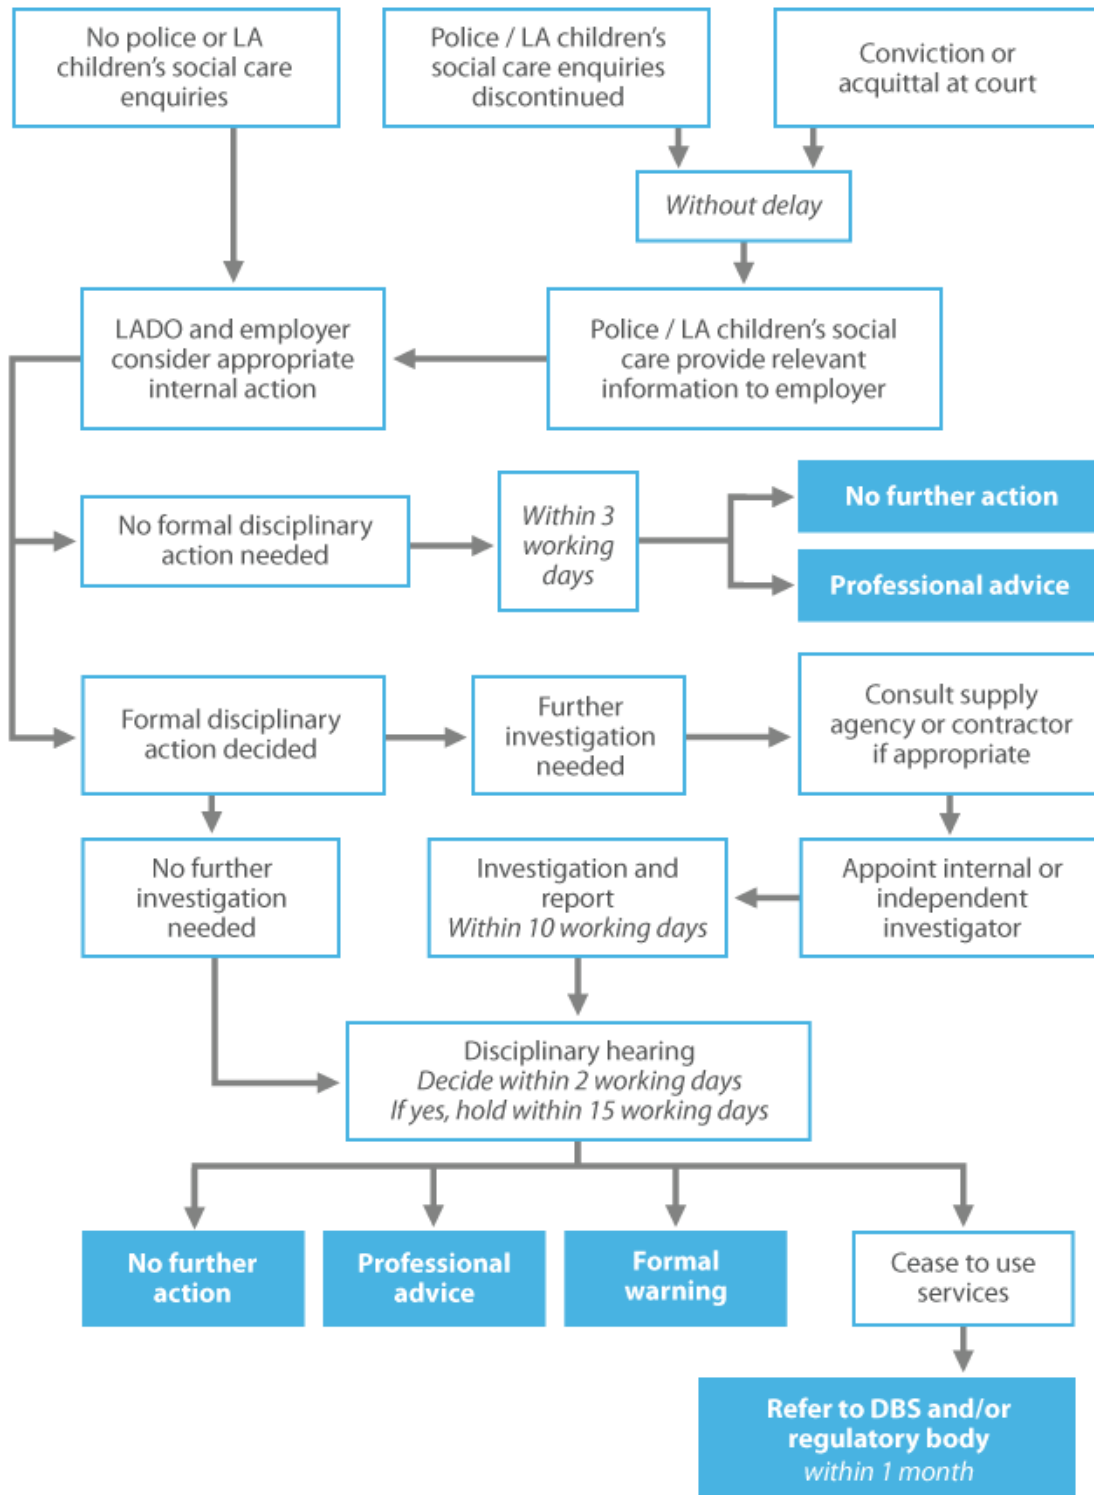 No police or LA
children’s social care
enquiries
Police / LA children’s
social care enquiries
discontinued
Conviction or
acquittal at court
Without delay
LADO and employer
consider appropriate
internal action
Police / LA children’s social
care provide relevant
information to employer
No formal disciplinary
action needed
Within 3
working
days
No further action
Professional advice
Formal disciplinary
action decided
Further
investigation
needed
Consult supply
agency or contractor
if appropriate
No further
investigation
needed
Investigation and
report
Within 10 working days
Appoint internal or
independent
investigator
Disciplinary hearing
Decide within 2 working days
If yes, hold within 15 working days
No further
action
Professional
advice
Formal
warning
Cease to use
services
Refer to DBS and/or
regulatory body
within 1 month